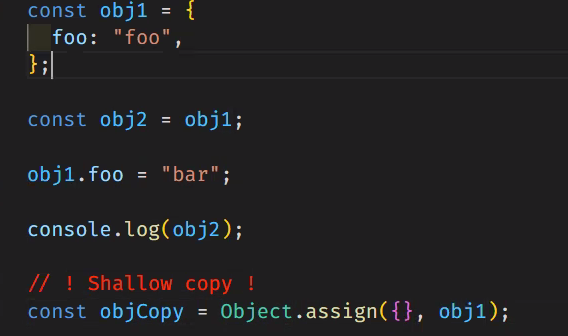 const obj1 = {
  foo: "foo",
};
const obj2 = obj1;
obj1.foo = "bar";
console.log(obj2);
// ! Shallow copy !
const objCopy = Object.assign({}, obj1);